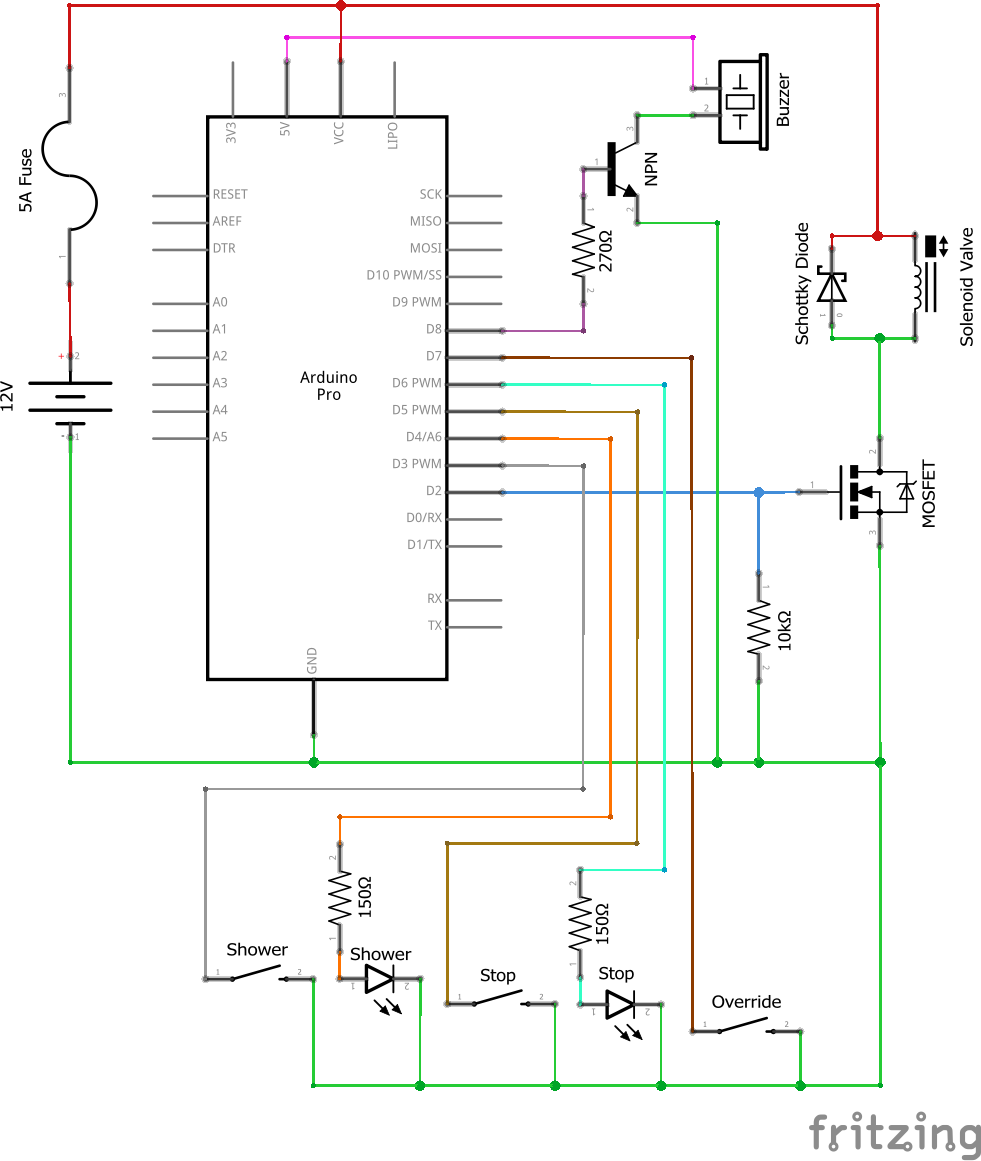 3
5A Fuse
1
+
2
12V
-
1
3V3
5V
VCC
LIPO
RESET
AREF
DTR
A0
A1
A2
A3
A4
A5
SCK
MISO
MOSI
D10 PWM/SS
D9 PWM
D8
D7
D6 PWM
D5 PWM
D4/A6
D3 PWM
D2
D0/RX
D1/TX
RX
TX
GND
Arduino
Pro
1
2
Buzzer
3
1
2
NPN
1
270Ω
2
Schottky Diode
1
0
Solenoid Valve
2
1
3
MOSFET
1
10kΩ
2
2
150Ω
1
Shower
1
2
Shower
1
2
Stop
1
2
2
150Ω
1
Stop
1
2
Override
1
2
fritzing